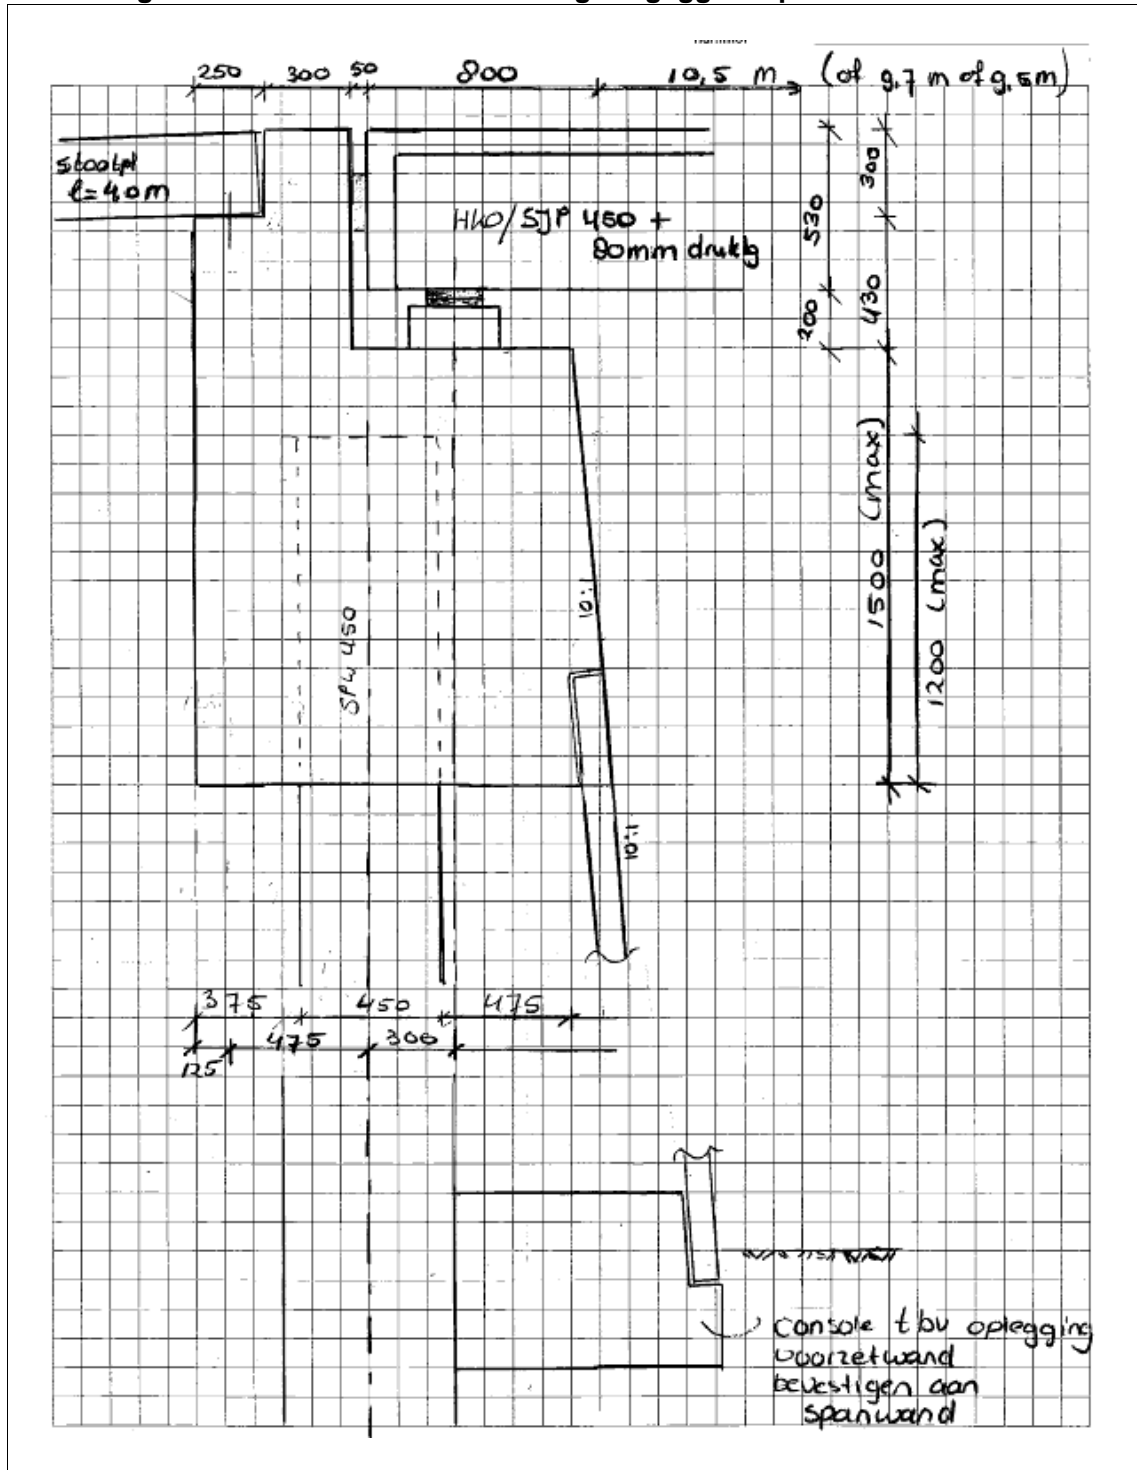 250 300 50 800 10,5 m (of 9,7 m of 9,5m)
stootpl
l=4.0m
HKO/SJP 450 +
80mm druklg
530
200
300
430
1500 (max)
1200 (max)
10:1
SPW 450
10:1
375 450 475
125 475 300
console tbv oplegging
voorzetwand
bevestigen aan
spanwand